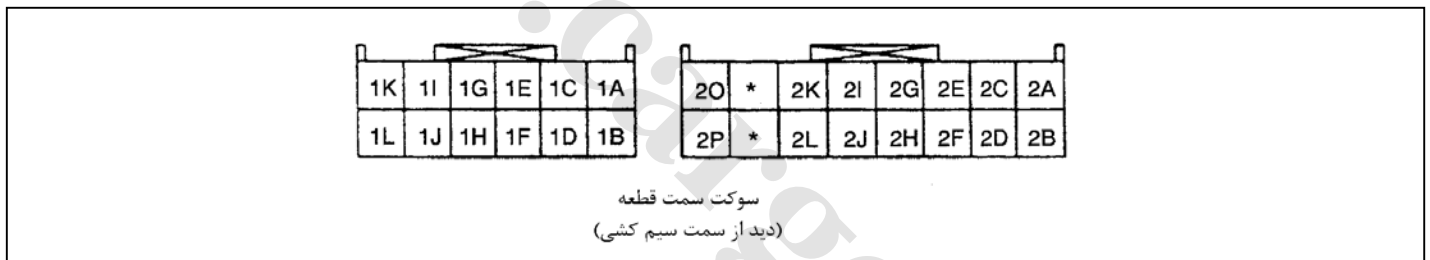 1K 1I 1G 1E 1C 1A
1L 1J 1H 1F 1D 1B
2O * 2K 2I 2G 2E 2C 2A
2P * 2L 2J 2H 2F 2D 2B
سوکت سمت قطعه
(دید از سمت سیم کشی)